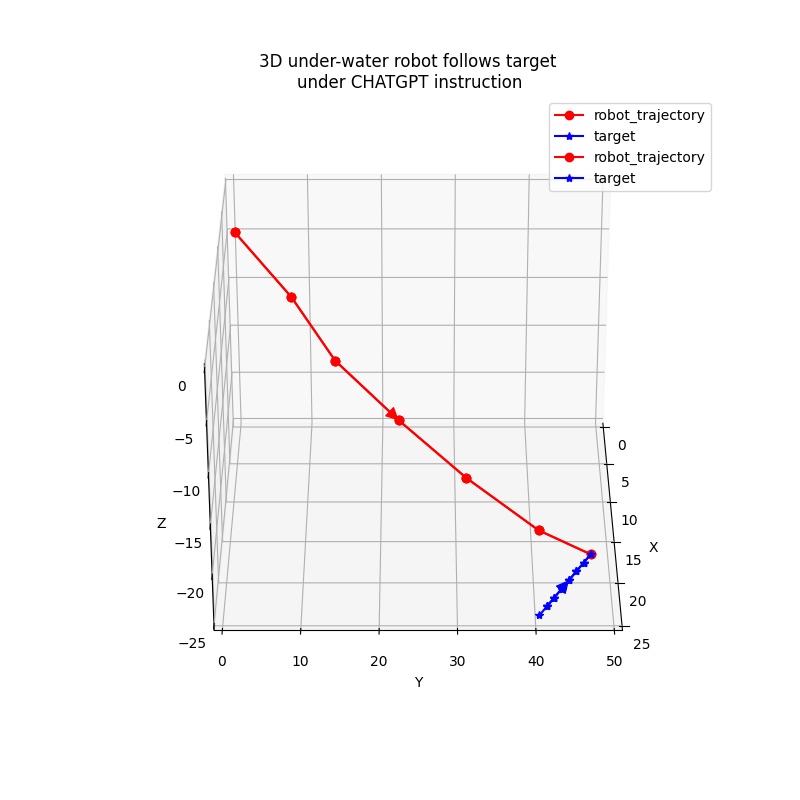 3D under-water robot follows target
under CHATGPT instruction
robot_trajectory
target
robot_trajectory
target
0
−5
−10
−15
−20
−25
Z
0
5
10
15
20
25
X
0
10
20
30
40
50
Y